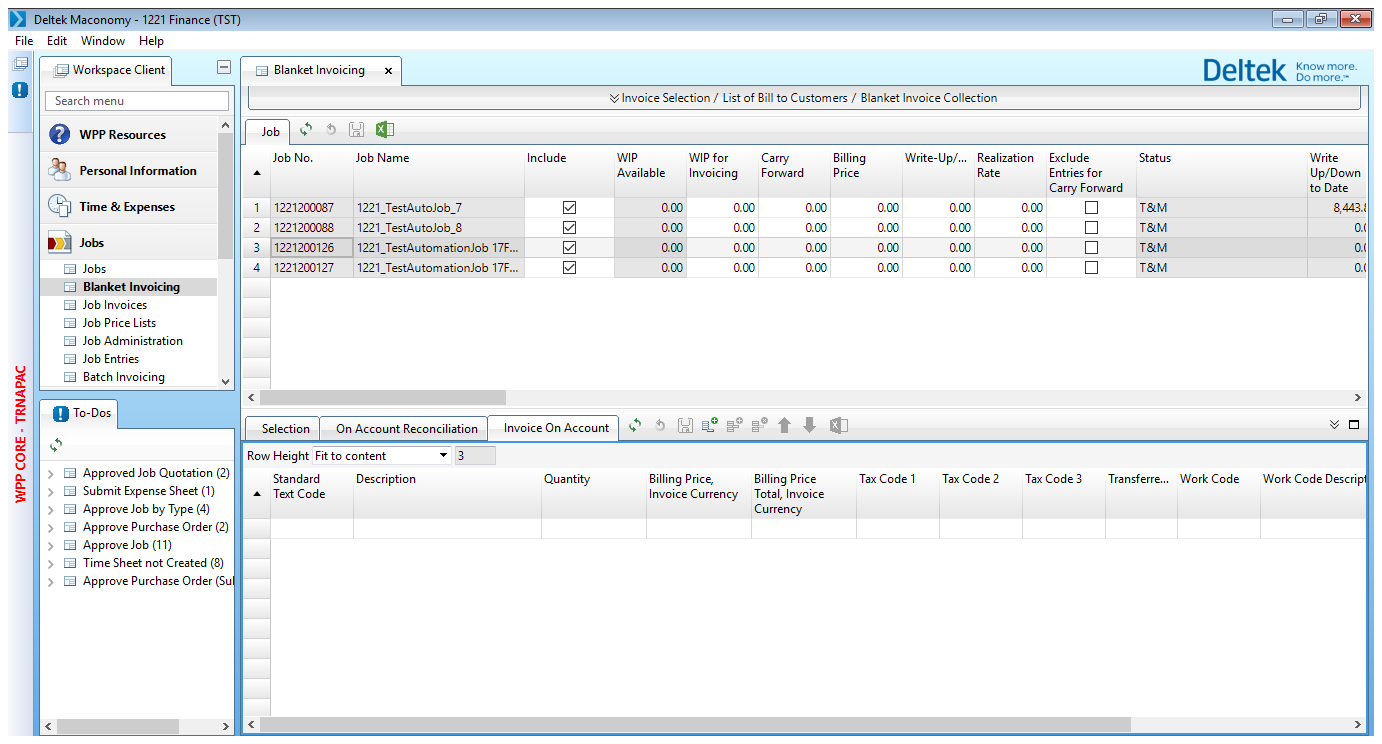 Deltek Maconomy - 1221 Finance (TST)
File Edit Window Help
Workspace Client
Search menu
WPP Resources
Personal Information
Time & Expenses
Jobs
Jobs
Blanket Invoicing
Job Invoices
Job Price Lists
Job Administration
Job Entries
Batch Invoicing
WPP CORE - TRNAPAC
To-Dos
Approved Job Quotation (2)
Submit Expense Sheet (1)
Approve Job by Type (4)
Approve Purchase Order (2)
Approve Job (11)
Time Sheet not Created (8)
Approve Purchase Order (Sul
Blanket Invoicing
Deltek Know more. Do more.™
Invoice Selection / List of Bill to Customers / Blanket Invoice Collection
Job
Job No. Job Name Include WIP Available WIP for Invoicing Carry Forward Billing Price Write-Up/... Realization Rate Exclude Entries for Carry Forward Status Write Up/Down to Date
1 1221200087 1221_TestAutoJob_7 0.00 0.00 0.00 0.00 0.00 0.00 T&M 8,443.8
2 1221200088 1221_TestAutoJob_8 0.00 0.00 0.00 0.00 0.00 0.00 T&M 0.0
3 1221200126 1221_TestAutomationJob 17F... 0.00 0.00 0.00 0.00 0.00 0.00 T&M 0.0
4 1221200127 1221_TestAutomationJob 17F... 0.00 0.00 0.00 0.00 0.00 0.00 T&M 0.0
Selection On Account Reconciliation Invoice On Account
Row Height Fit to content 3
Standard Text Code Description Quantity Billing Price, Invoice Currency Billing Price Total, Invoice Currency Tax Code 1 Tax Code 2 Tax Code 3 Transferre... Work Code Work Code Descript